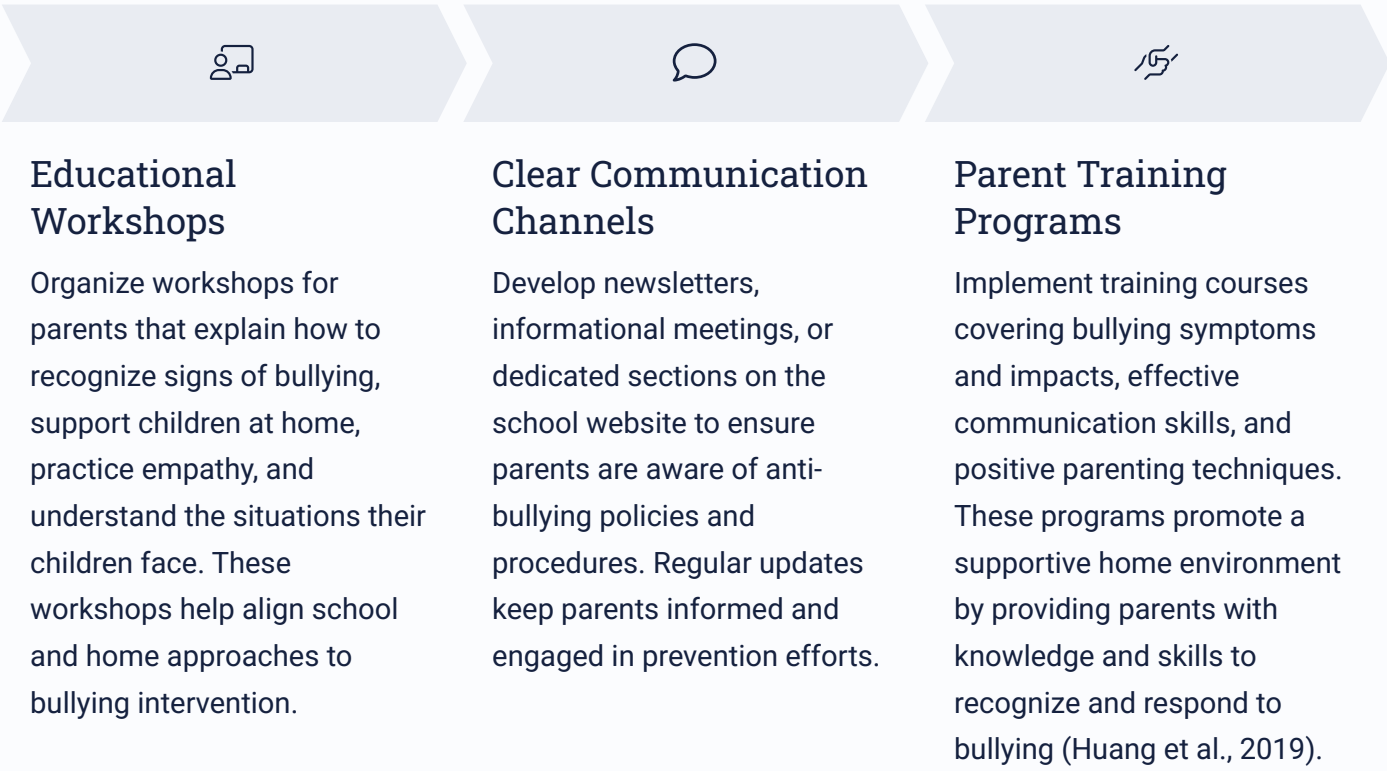 Educational
Workshops
Organize workshops for
parents that explain how to
recognize signs of bullying,
support children at home,
practice empathy, and
understand the situations their
children face. These
workshops help align school
and home approaches to
bullying intervention.
Clear Communication
Channels
Develop newsletters,
informational meetings, or
dedicated sections on the
school website to ensure
parents are aware of anti-
bullying policies and
procedures. Regular updates
keep parents informed and
engaged in prevention efforts.
Parent Training
Programs
Implement training courses
covering bullying symptoms
and impacts, effective
communication skills, and
positive parenting techniques.
These programs promote a
supportive home environment
by providing parents with
knowledge and skills to
recognize and respond to
bullying (Huang et al., 2019).